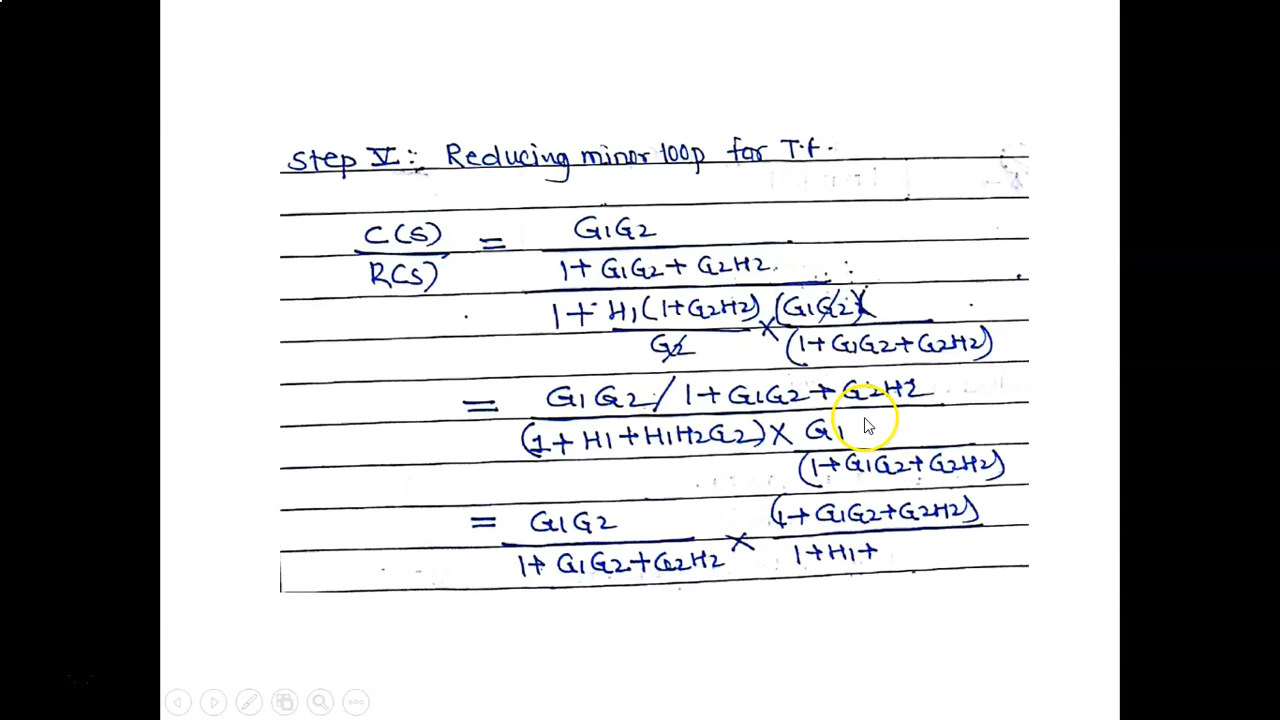 Step V:- Reducing minor loop for T.f.
C(S) = G1G2
R(S) 1+ G1G2+ G2H2
1+ H1(1+G2H2) × (G1G2)
G2 (1+G1G2+G2H2)
= G1G2/1+G1G2+G2H2
(1+H1+H1H2G2)× G1
(1+G1G2+G2H2)
= G1G2 × (1+G1G2+G2H2)
1+ G1G2+G2H2 1+H1+